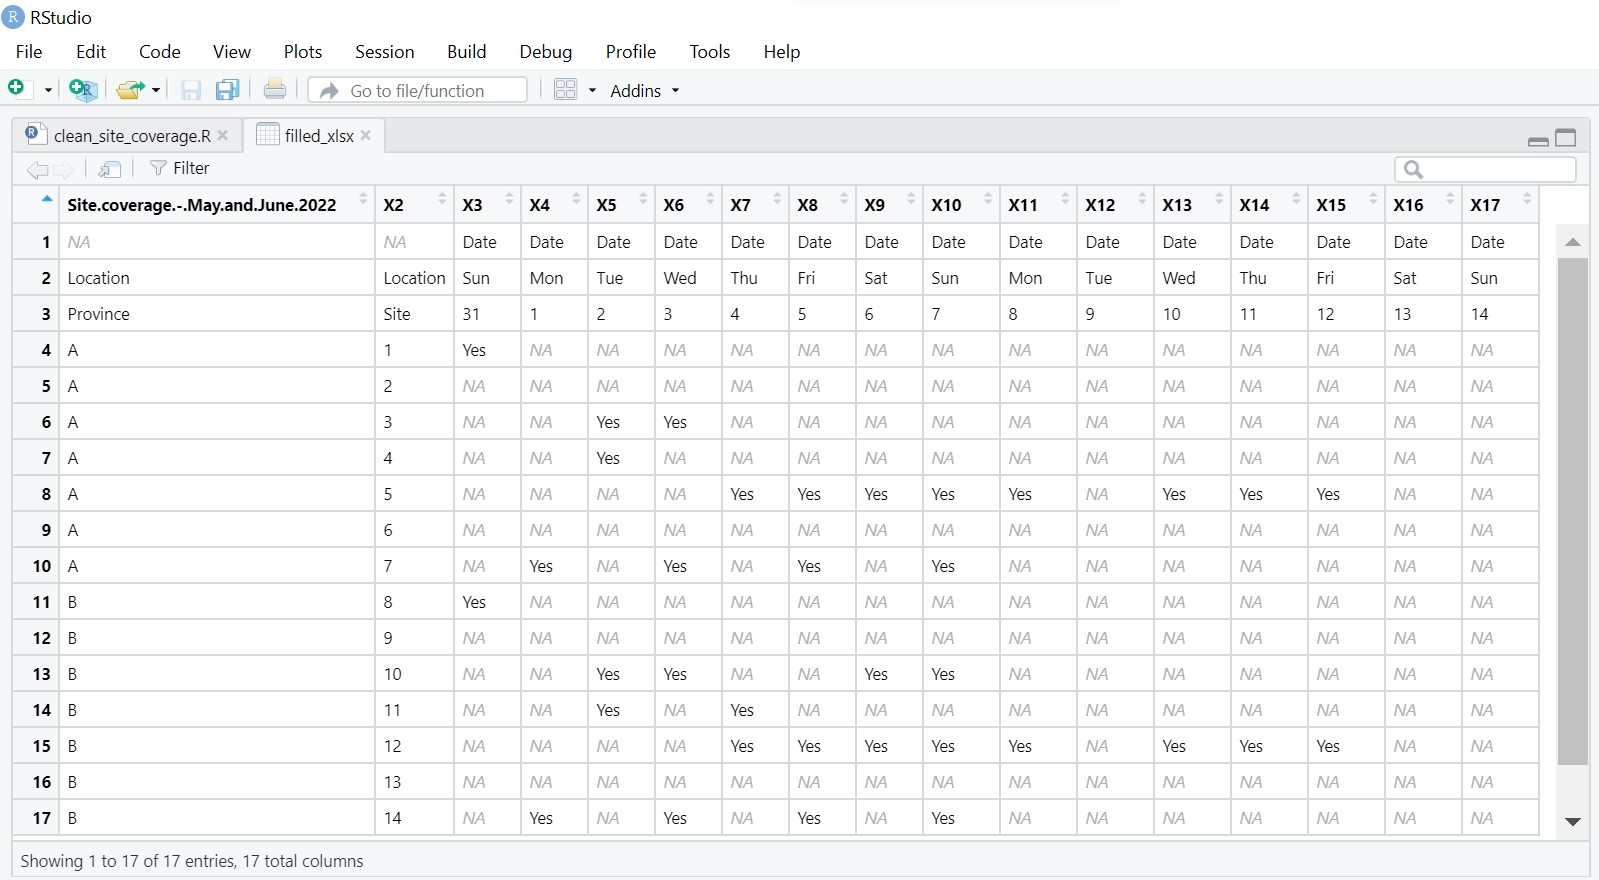 R RStudio
File Edit Code View Plots Session Build Debug Profile Tools Help
Go to file/function Addins
clean_site_coverage.R filled_xlsx
Filter
Site.coverage.-.May.and.June.2022 X2 X3 X4 X5 X6 X7 X8 X9 X10 X11 X12 X13 X14 X15 X16 X17
1 NA NA Date Date Date Date Date Date Date Date Date Date Date Date Date Date Date
2 Location Location Sun Mon Tue Wed Thu Fri Sat Sun Mon Tue Wed Thu Fri Sat Sun
3 Province Site 31 1 2 3 4 5 6 7 8 9 10 11 12 13 14
4 A 1 Yes NA NA NA NA NA NA NA NA NA NA NA NA NA NA
5 A 2 NA NA NA NA NA NA NA NA NA NA NA NA NA NA NA
6 A 3 NA NA Yes Yes NA NA NA NA NA NA NA NA NA NA NA
7 A 4 NA NA Yes NA NA NA NA NA NA NA NA NA NA NA NA
8 A 5 NA NA NA NA Yes Yes Yes Yes Yes NA Yes Yes Yes NA NA
9 A 6 NA NA NA NA NA NA NA NA NA NA NA NA NA NA NA
10 A 7 NA Yes NA Yes NA Yes NA Yes NA NA NA NA NA NA NA
11 B 8 Yes NA NA NA NA NA NA NA NA NA NA NA NA NA NA
12 B 9 NA NA NA NA NA NA NA NA NA NA NA NA NA NA NA
13 B 10 NA NA Yes Yes NA NA Yes Yes NA NA NA NA NA NA NA
14 B 11 NA NA Yes NA Yes NA NA NA NA NA NA NA NA NA NA
15 B 12 NA NA NA NA Yes Yes Yes Yes Yes NA Yes Yes Yes NA NA
16 B 13 NA NA NA NA NA NA NA NA NA NA NA NA NA NA NA
17 B 14 NA Yes NA Yes NA Yes NA Yes NA NA NA NA NA NA NA
Showing 1 to 17 of 17 entries, 17 total columns